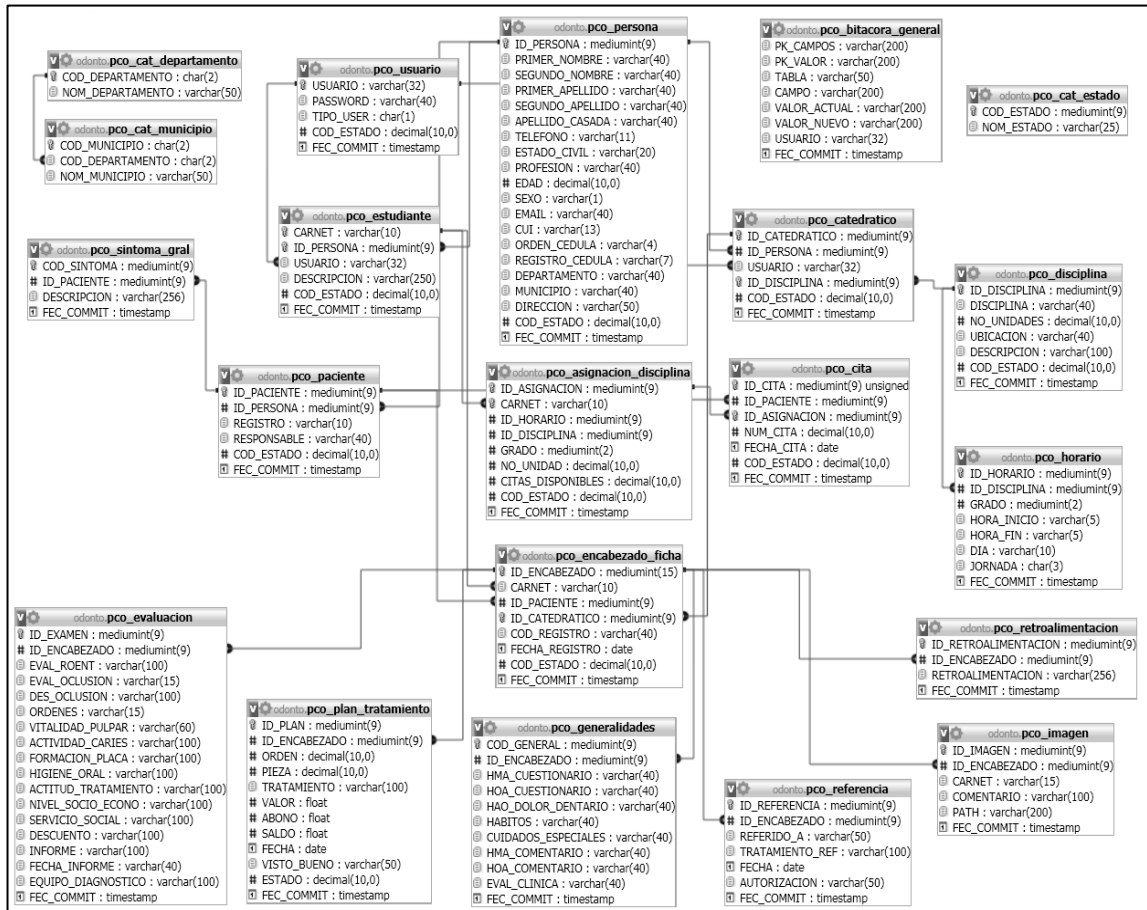 odonto.pco_cat_departamento
COD_DEPARTAMENTO : char(2)
NOM_DEPARTAMENTO : varchar(50)
odonto.pco_cat_municipio
COD_MUNICIPIO : char(2)
COD_DEPARTAMENTO : char(2)
NOM_MUNICIPIO : varchar(50)
odonto.pco_usuario
USUARIO : varchar(32)
PASSWORD : varchar(40)
TIPO_USER : char(1)
COD_ESTADO : decimal(10,0)
FEC_COMMIT : timestamp
odonto.pco_persona
ID_PERSONA : mediumint(9)
PRIMER_NOMBRE : varchar(40)
SEGUNDO_NOMBRE : varchar(40)
PRIMER_APELLIDO : varchar(40)
SEGUNDO_APELLIDO : varchar(40)
APELLIDO_CASADA : varchar(40)
TELEFONO : varchar(11)
ESTADO_CIVIL : varchar(20)
PROFESION : varchar(40)
EDAD : decimal(10,0)
SEXO : varchar(1)
EMAIL : varchar(40)
CUI : varchar(13)
ORDEN_CEDULA : varchar(4)
REGISTRO_CEDULA : varchar(7)
DEPARTAMENTO : varchar(40)
MUNICIPIO : varchar(40)
DIRECCION : varchar(50)
COD_ESTADO : decimal(10,0)
FEC_COMMIT : timestamp
odonto.pco_bitacora_general
PK_CAMPOS : varchar(200)
PK_VALOR : varchar(200)
TABLA : varchar(50)
CAMPO : varchar(200)
VALOR_ACTUAL : varchar(200)
VALOR_NUEVO : varchar(200)
USUARIO : varchar(32)
FEC_COMMIT : timestamp
odonto.pco_cat_estado
COD_ESTADO : mediumint(9)
NOM_ESTADO : varchar(25)
odonto.pco_estudiante
CARNET : varchar(10)
ID_PERSONA : mediumint(9)
USUARIO : varchar(32)
DESCRIPCION : varchar(250)
COD_ESTADO : decimal(10,0)
FEC_COMMIT : timestamp
odonto.pco_catedratico
ID_CATEDRATICO : mediumint(9)
ID_PERSONA : mediumint(9)
USUARIO : varchar(32)
ID_DISCIPLINA : mediumint(9)
COD_ESTADO : decimal(10,0)
FEC_COMMIT : timestamp
odonto.pco_sintoma_gral
COD_SINTOMA : mediumint(9)
ID_PACIENTE : mediumint(9)
DESCRIPCION : varchar(256)
FEC_COMMIT : timestamp
odonto.pco_disciplina
ID_DISCIPLINA : mediumint(9)
DISCIPLINA : varchar(40)
NO_UNIDADES : decimal(10,0)
UBICACION : varchar(40)
DESCRIPCION : varchar(100)
COD_ESTADO : decimal(10,0)
FEC_COMMIT : timestamp
odonto.pco_paciente
ID_PACIENTE : mediumint(9)
ID_PERSONA : mediumint(9)
REGISTRO : varchar(10)
RESPONSABLE : varchar(40)
COD_ESTADO : decimal(10,0)
FEC_COMMIT : timestamp
odonto.pco_asignacion_disciplina
ID_ASIGNACION : mediumint(9)
CARNET : varchar(10)
ID_HORARIO : mediumint(9)
ID_DISCIPLINA : mediumint(9)
GRADO : mediumint(2)
NO_UNIDAD : decimal(10,0)
CITAS_DISPONIBLES : decimal(10,0)
COD_ESTADO : decimal(10,0)
FEC_COMMIT : timestamp
odonto.pco_cita
ID_CITA : mediumint(9) unsigned
ID_PACIENTE : mediumint(9)
ID_ASIGNACION : mediumint(9)
NUM_CITA : decimal(10,0)
FECHA_CITA : date
COD_ESTADO : decimal(10,0)
FEC_COMMIT : timestamp
odonto.pco_horario
ID_HORARIO : mediumint(9)
ID_DISCIPLINA : mediumint(9)
GRADO : mediumint(2)
HORA_INICIO : varchar(5)
HORA_FIN : varchar(5)
DIA : varchar(10)
JORNADA : char(3)
FEC_COMMIT : timestamp
odonto.pco_encabezado_ficha
ID_ENCABEZADO : mediumint(15)
CARNET : varchar(10)
ID_PACIENTE : mediumint(9)
ID_CATEDRATICO : mediumint(9)
COD_REGISTRO : varchar(40)
FECHA_REGISTRO : date
COD_ESTADO : decimal(10,0)
FEC_COMMIT : timestamp
odonto.pco_evaluacion
ID_EXAMEN : mediumint(9)
ID_ENCABEZADO : mediumint(9)
EVAL_ROENT : varchar(100)
EVAL_OCLUSION : varchar(15)
DES_OCLUSION : varchar(100)
ORDENES : varchar(15)
VITALIDAD_PULPAR : varchar(60)
ACTIVIDAD_CARIES : varchar(100)
FORMACION_PLACA : varchar(100)
HIGIENE_ORAL : varchar(100)
ACTITUD_TRATAMIENTO : varchar(100)
NIVEL_SOCIO_ECONO : varchar(100)
SERVICIO_SOCIAL : varchar(100)
DESCUENTO : varchar(100)
INFORME : varchar(100)
FECHA_INFORME : varchar(40)
EQUIPO_DIAGNOSTICO : varchar(100)
FEC_COMMIT : timestamp
odonto.pco_retroalimentacion
ID_RETROALIMENTACION : mediumint(9)
ID_ENCABEZADO : mediumint(9)
RETROALIMENTACION : varchar(256)
FEC_COMMIT : timestamp
odonto.pco_plan_tratamiento
ID_PLAN : mediumint(9)
ID_ENCABEZADO : mediumint(9)
ORDEN : decimal(10,0)
PIEZA : decimal(10,0)
TRATAMIENTO : varchar(100)
VALOR : float
ABONO : float
SALDO : float
FECHA : date
VISTO_BUENO : varchar(50)
ESTADO : decimal(10,0)
FEC_COMMIT : timestamp
odonto.pco_generalidades
COD_GENERAL : mediumint(9)
ID_ENCABEZADO : mediumint(9)
HMA_CUESTIONARIO : varchar(40)
HOA_CUESTIONARIO : varchar(40)
HAO_DOLOR_DENTARIO : varchar(40)
HABITOS : varchar(40)
CUIDADOS_ESPECIALES : varchar(40)
HMA_COMENTARIO : varchar(40)
HOA_COMENTARIO : varchar(40)
EVAL_CLINICA : varchar(40)
FEC_COMMIT : timestamp
odonto.pco_imagen
ID_IMAGEN : mediumint(9)
ID_ENCABEZADO : mediumint(9)
CARNET : varchar(15)
COMENTARIO : varchar(100)
PATH : varchar(200)
FEC_COMMIT : timestamp
odonto.pco_referencia
ID_REFERENCIA : mediumint(9)
ID_ENCABEZADO : mediumint(9)
REFERIDO_A : varchar(50)
TRATAMIENTO_REF : varchar(100)
FECHA : date
AUTORIZACION : varchar(50)
FEC_COMMIT : timestamp